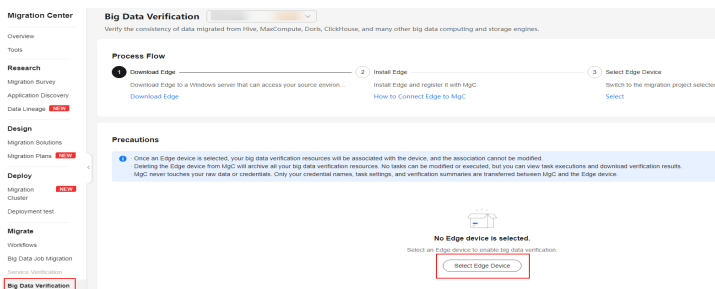 Migration Center
Overview
Tools
Research
Migration Survey
Application Discovery
Data Lineage NEW
Design
Migration Solutions
Migration Plans NEW
Deploy
Migration Cluster NEW
Deployment test
Migrate
Workflows
Big Data Job Migration
Service Verification
Big Data Verification
Big Data Verification
Verify the consistency of data migrated from Hive, MaxCompute, Doris, ClickHouse, and many other big data computing and storage engines.
Process Flow
1 Download Edge
Download Edge to a Windows server that can access your source environ...
Download Edge
2 Install Edge
Install Edge and register it with MgC.
How to Connect Edge to MgC
3 Select Edge Device
Switch to the migration project selected
Select
Precautions
· Once an Edge device is selected, your big data verification resources will be associated with the device, and the association cannot be modified.
· Deleting the Edge device from MgC will archive all your big data verification resources. No tasks can be modified or executed, but you can view task executions and download verification results.
· MgC never touches your raw data or credentials. Only your credential names, task settings, and verification summaries are transferred between MgC and the Edge device.
No Edge device is selected.
Select an Edge device to enable big data verification.
Select Edge Device